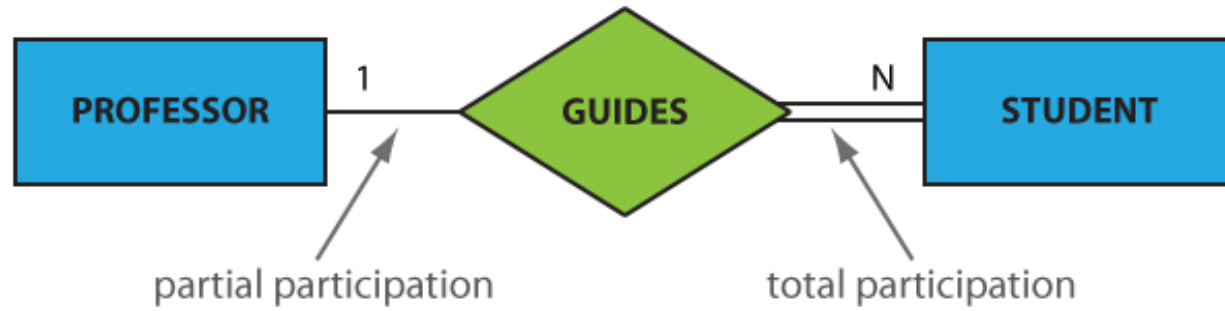 PROFESSOR
1
GUIDES
N
STUDENT
partial participation
total participation